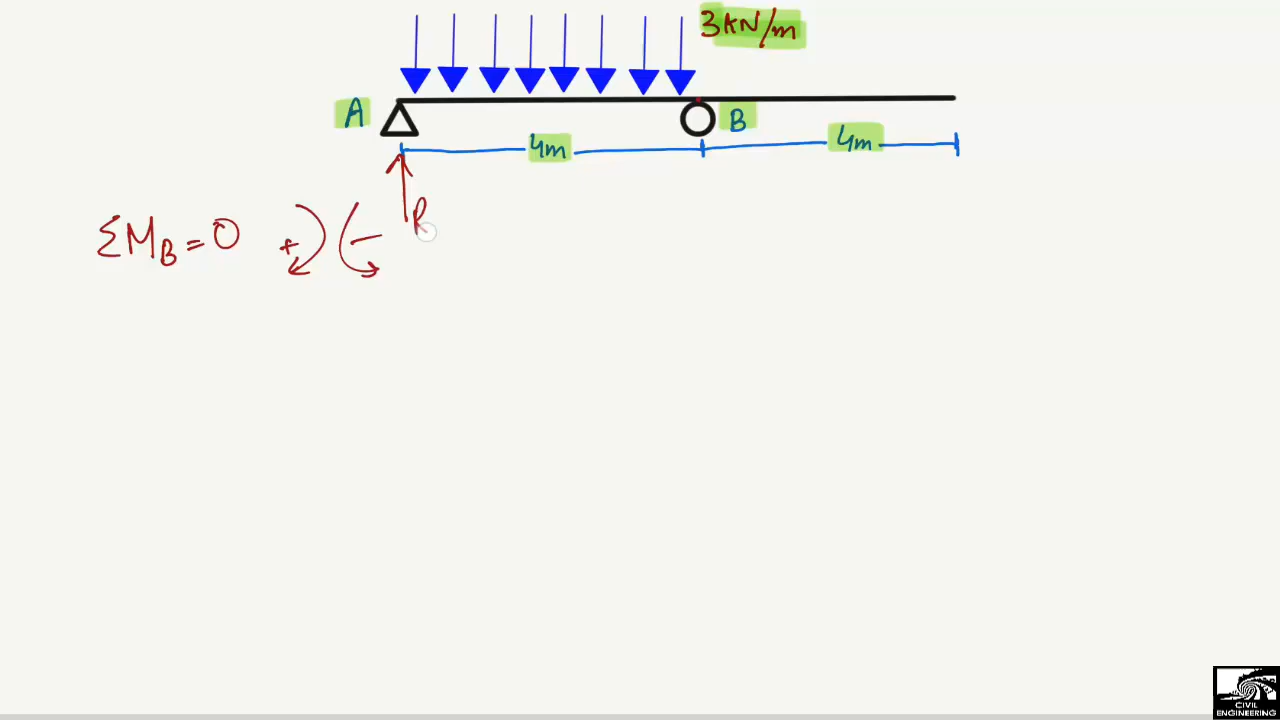 3kN/m
A
B
4m
4m
R
ΣM_B = 0 + −
CIVIL
ENGINEERING